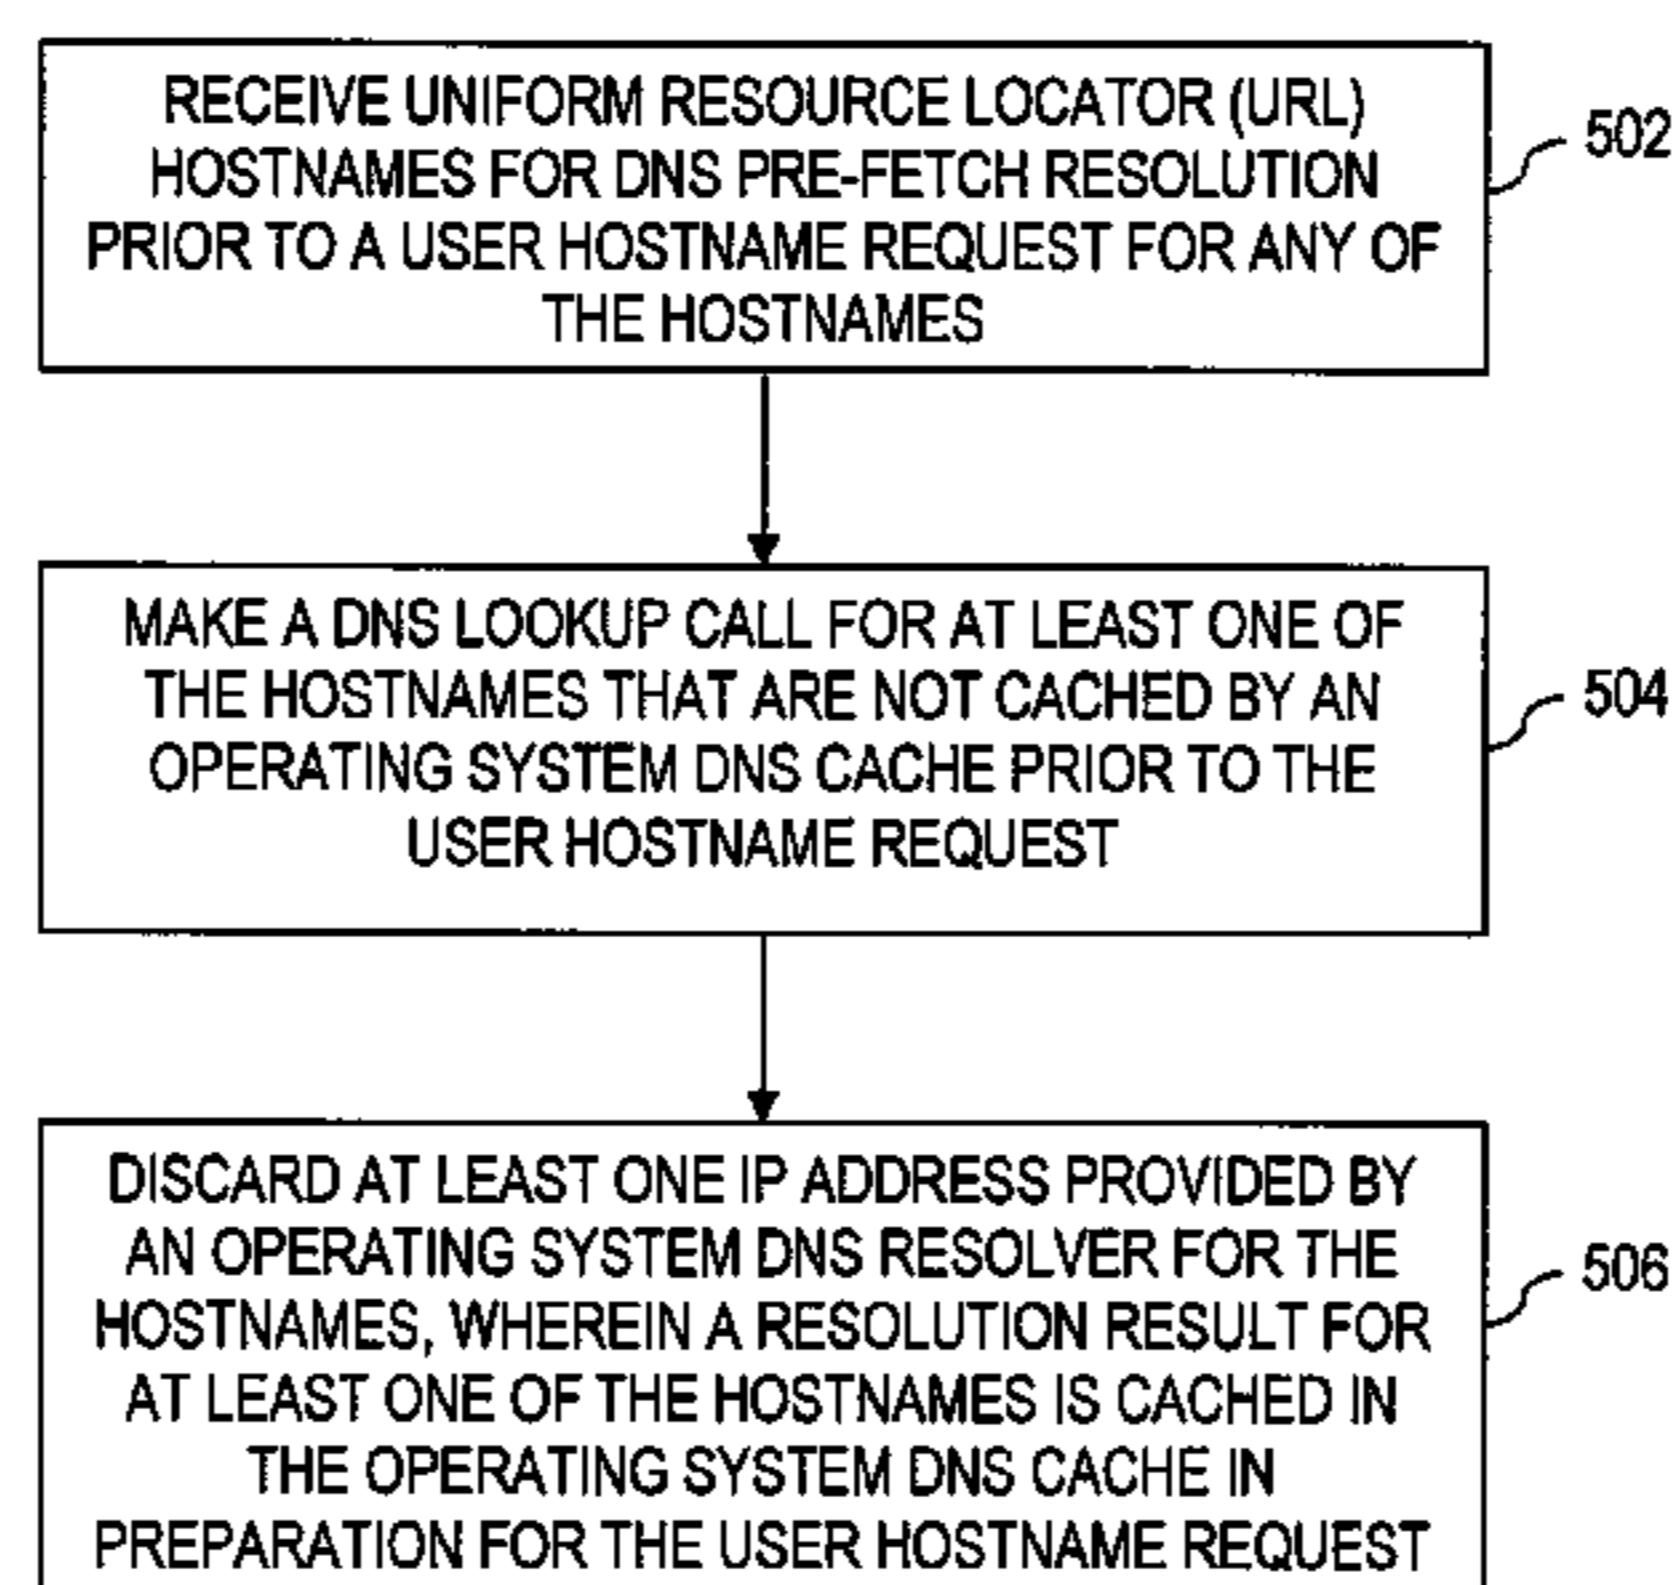 RECEIVE UNIFORM RESOURCE LOCATOR (URL)
HOSTNAMES FOR DNS PRE-FETCH RESOLUTION
PRIOR TO A USER HOSTNAME REQUEST FOR ANY OF
THE HOSTNAMES
502
MAKE A DNS LOOKUP CALL FOR AT LEAST ONE OF
THE HOSTNAMES THAT ARE NOT CACHED BY AN
OPERATING SYSTEM DNS CACHE PRIOR TO THE
USER HOSTNAME REQUEST
504
DISCARD AT LEAST ONE IP ADDRESS PROVIDED BY
AN OPERATING SYSTEM DNS RESOLVER FOR THE
HOSTNAMES, WHEREIN A RESOLUTION RESULT FOR
AT LEAST ONE OF THE HOSTNAMES IS CACHED IN
THE OPERATING SYSTEM DNS CACHE IN
PREPARATION FOR THE USER HOSTNAME REQUEST
506